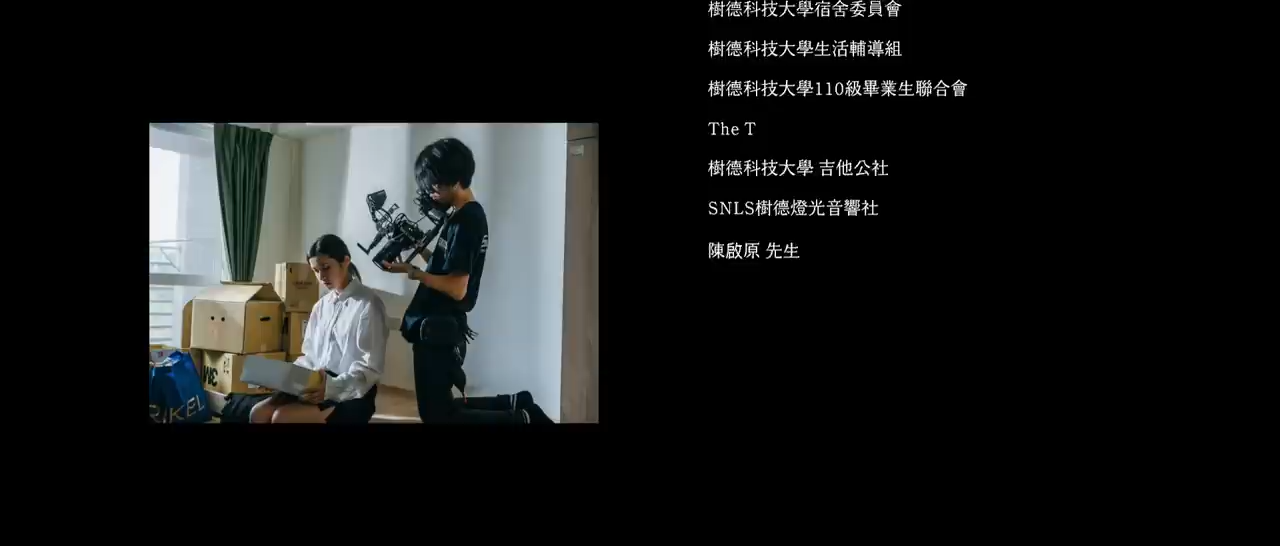 樹德科技大學宿舍委員會
樹德科技大學生活輔導組
樹德科技大學110級畢業生聯合會
The T
樹德科技大學 吉他公社
SNLS樹德燈光音響社
陳啟原 先生
RIKEL